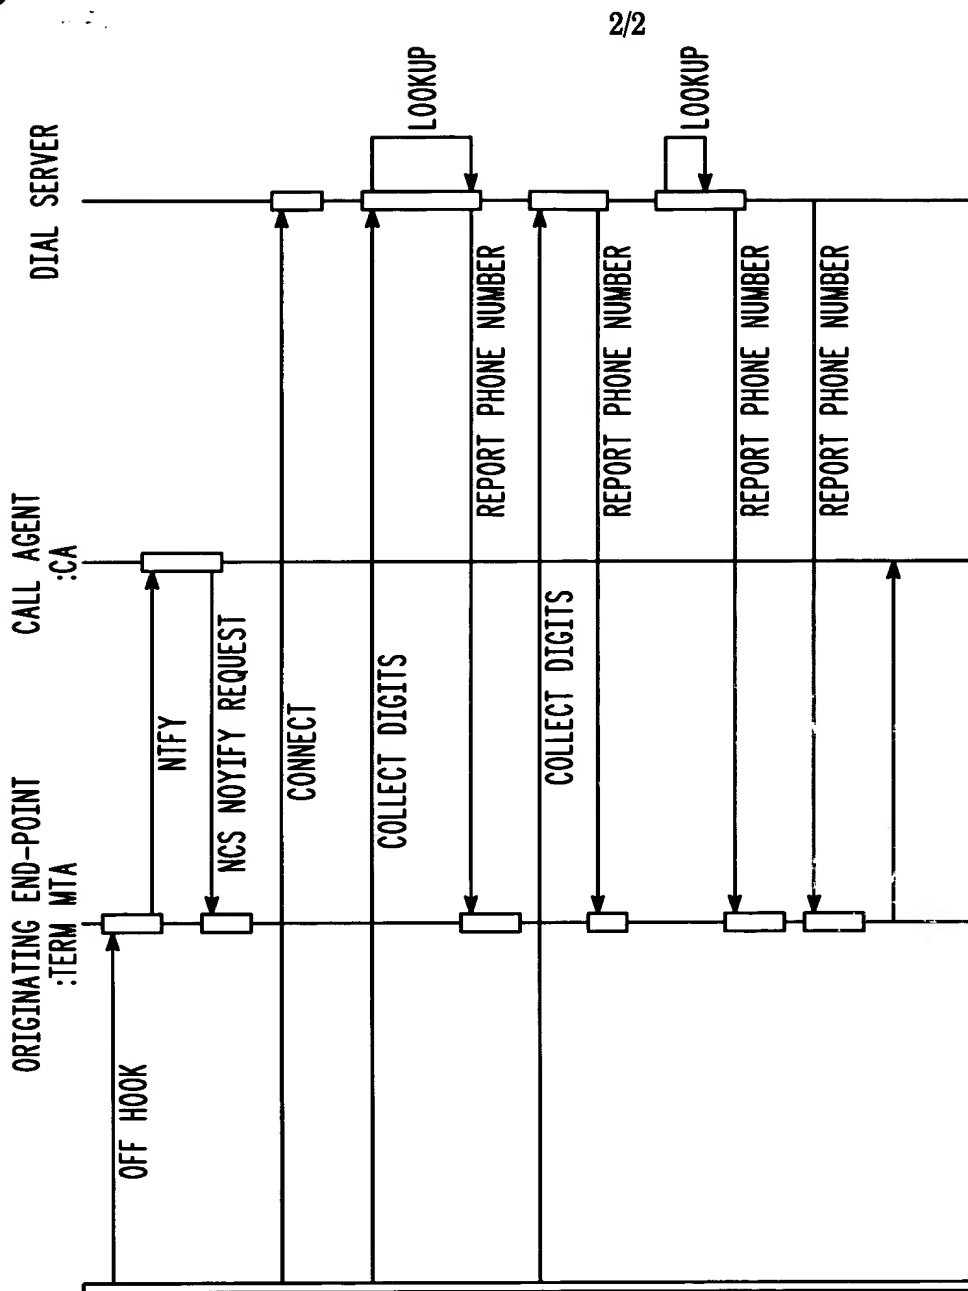 2/2
ORIGINATING END-POINT
:TERM MTA
CALL AGENT
:CA
DIAL SERVER
OFF HOOK
NTFY
NCS NOYIFY REQUEST
CONNECT
COLLECT DIGITS
LOOKUP
REPORT PHONE NUMBER
COLLECT DIGITS
REPORT PHONE NUMBER
LOOKUP
REPORT PHONE NUMBER
REPORT PHONE NUMBER